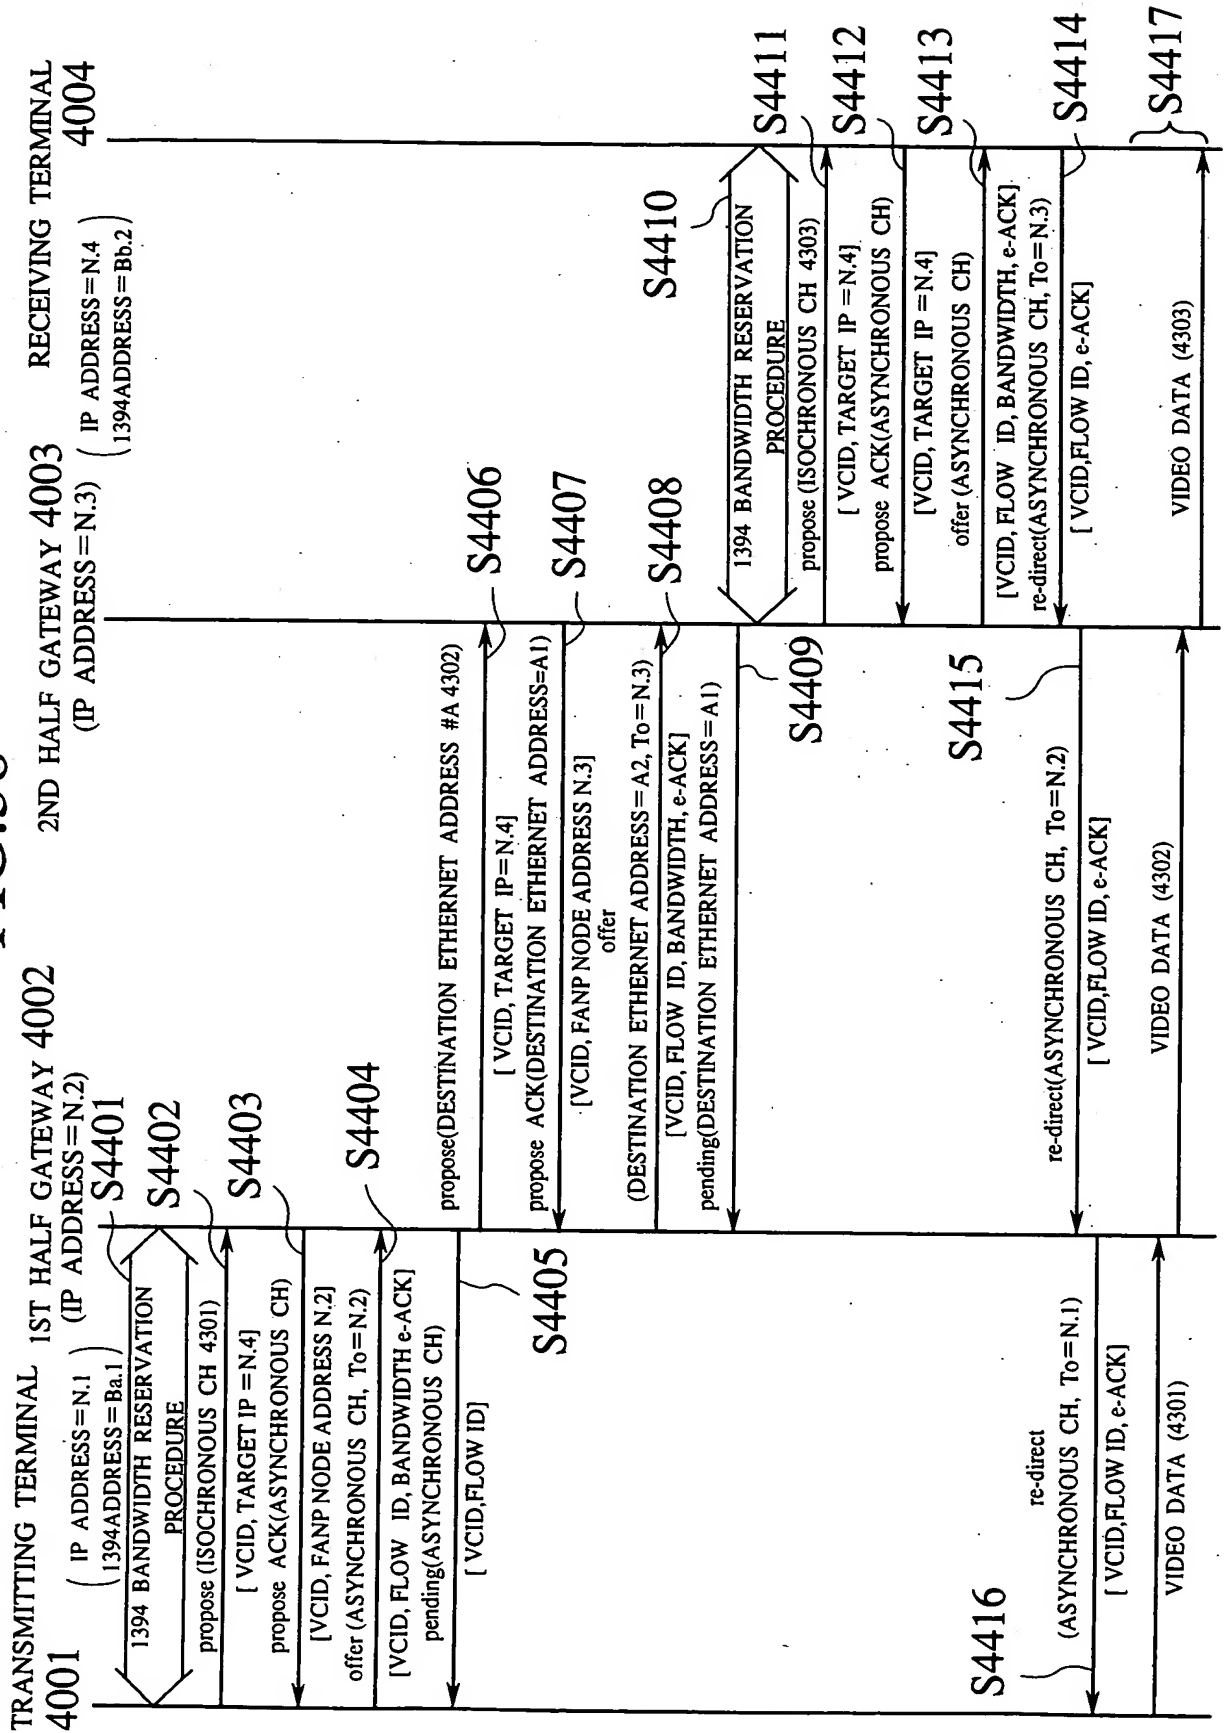 TRANSMITTING TERMINAL
4001
( IP ADDRESS=N.1
1394ADDRESS=Ba.1 )
1ST HALF GATEWAY 4002
(IP ADDRESS=N.2)
2ND HALF GATEWAY 4003
(IP ADDRESS=N.3)
RECEIVING TERMINAL
4004
( IP ADDRESS=N.4
1394ADDRESS=Bb.2 )
S4401
1394 BANDWIDTH RESERVATION
PROCEDURE
S4402
propose (ISOCHRONOUS CH 4301)
[ VCID, TARGET IP =N.4]
S4403
propose ACK(ASYNCHRONOUS CH)
[VCID, FANP NODE ADDRESS N.2]
S4404
offer (ASYNCHRONOUS CH, To=N.2)
[VCID, FLOW ID, BANDWIDTH e-ACK]
pending(ASYNCHRONOUS CH)
S4405
[ VCID,FLOW ID]
propose(DESTINATION ETHERNET ADDRESS #A 4302)
S4406
[ VCID, TARGET IP=N.4]
propose ACK(DESTINATION ETHERNET ADDRESS=A1)
S4407
[VCID, FANP NODE ADDRESS N.3]
offer
(DESTINATION ETHERNET ADDRESS=A2, To=N.3)
S4408
[VCID, FLOW ID, BANDWIDTH, e-ACK]
pending(DESTINATION ETHERNET ADDRESS=A1)
S4409
S4410
1394 BANDWIDTH RESERVATION
PROCEDURE
propose (ISOCHRONOUS CH 4303)
S4411
[ VCID, TARGET IP =N.4]
propose ACK(ASYNCHRONOUS CH)
S4412
[VCID, TARGET IP =N.4]
offer (ASYNCHRONOUS CH)
S4413
[VCID, FLOW ID, BANDWIDTH, e-ACK]
re-direct(ASYNCHRONOUS CH, To=N.3)
S4414
[ VCID,FLOW ID, e-ACK]
S4415
re-direct(ASYNCHRONOUS CH, To=N.2)
[ VCID,FLOW ID, e-ACK]
S4416
re-direct
(ASYNCHRONOUS CH, To=N.1)
[ VCID,FLOW ID, e-ACK]
VIDEO DATA (4301)
VIDEO DATA (4302)
VIDEO DATA (4303)
S4417